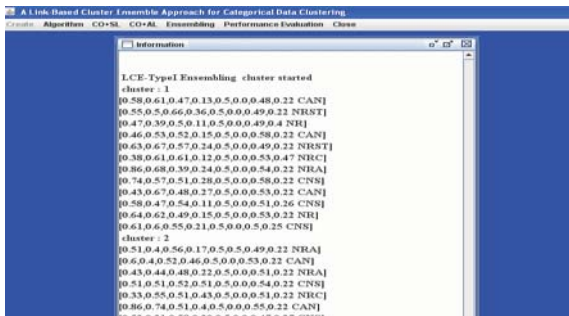 A Link-Based Cluster Ensemble Approach for Categorical Data Clustering
Create Algorithm CO+SL CO+AL Ensembling Performance Evaluation Close
Information
LCE-TypeI Ensembling cluster started
cluster : 1
[0.58,0.61,0.47,0.13,0.5,0.0,0.48,0.22 CAN]
[0.55,0.5,0.66,0.36,0.5,0.0,0.49,0.22 NRST]
[0.47,0.39,0.5,0.11,0.5,0.0,0.49,0.4 NR]
[0.46,0.53,0.52,0.15,0.5,0.0,0.58,0.22 CAN]
[0.63,0.67,0.57,0.24,0.5,0.0,0.49,0.22 NRST]
[0.38,0.61,0.61,0.12,0.5,0.0,0.53,0.47 NRC]
[0.86,0.68,0.39,0.24,0.5,0.0,0.54,0.22 NRA]
[0.74,0.57,0.51,0.28,0.5,0.0,0.58,0.22 CNS]
[0.43,0.67,0.48,0.27,0.5,0.0,0.53,0.22 CAN]
[0.58,0.47,0.54,0.11,0.5,0.0,0.51,0.26 CNS]
[0.64,0.62,0.49,0.15,0.5,0.0,0.53,0.22 NR]
[0.61,0.6,0.55,0.21,0.5,0.0,0.5,0.25 CNS]
cluster : 2
[0.51,0.4,0.56,0.17,0.5,0.5,0.49,0.22 NRA]
[0.6,0.4,0.52,0.46,0.5,0.0,0.53,0.22 CAN]
[0.43,0.44,0.48,0.22,0.5,0.0,0.51,0.22 NRA]
[0.51,0.51,0.52,0.51,0.5,0.0,0.54,0.22 CNS]
[0.33,0.55,0.51,0.43,0.5,0.0,0.51,0.22 NRC]
[0.86,0.74,0.51,0.4,0.5,0.0,0.55,0.22 CAN]